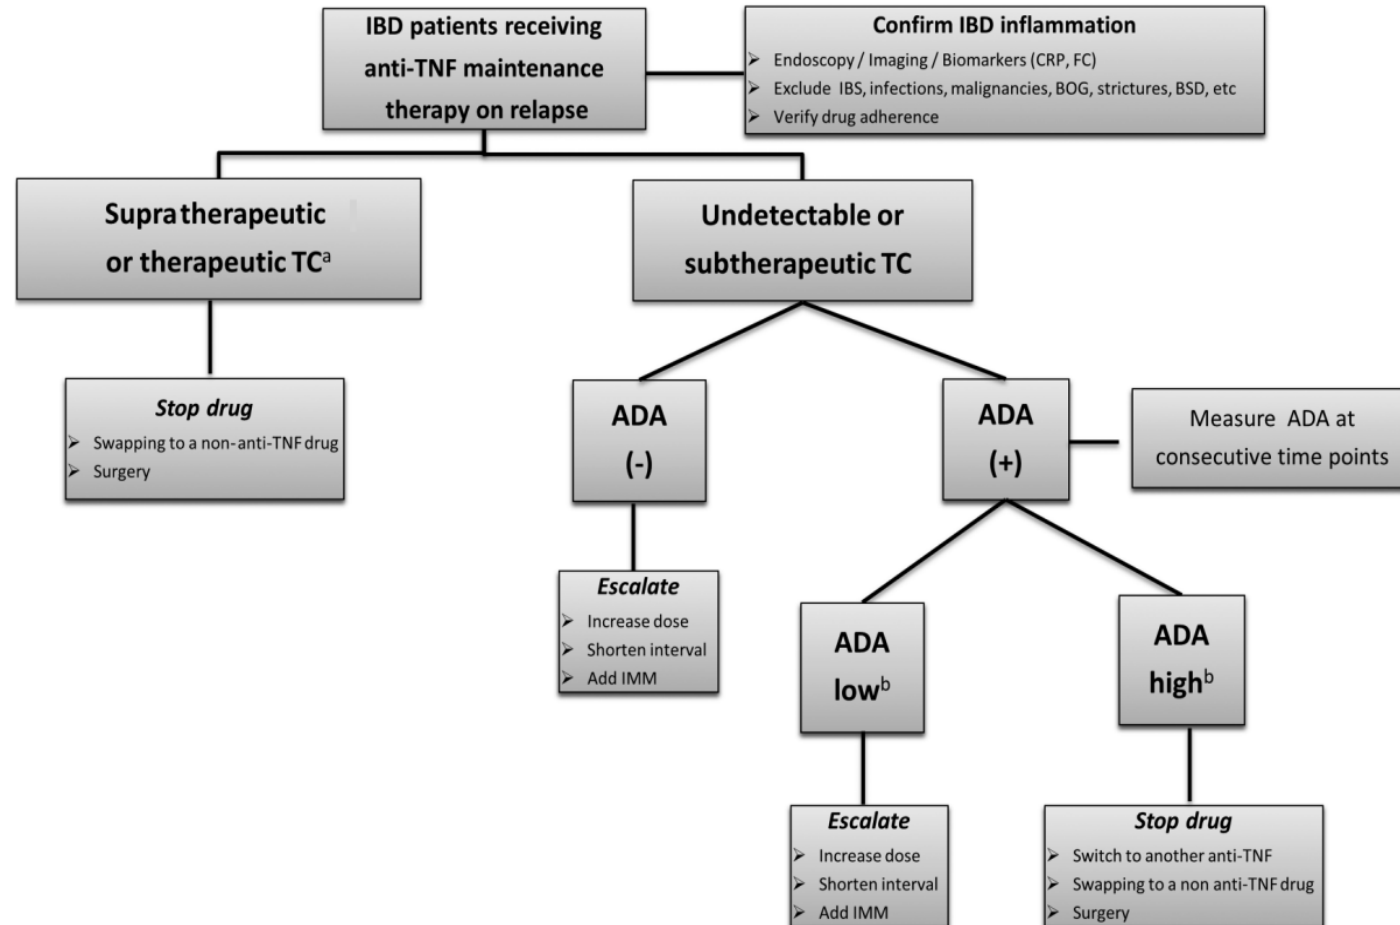 IBD patients receiving
anti-TNF maintenance
therapy on relapse
Confirm IBD inflammation
➢ Endoscopy / Imaging / Biomarkers (CRP, FC)
➢ Exclude IBS, infections, malignancies, BOG, strictures, BSD, etc
➢ Verify drug adherence
Supratherapeutic
or therapeutic TCᵃ
Undetectable or
subtherapeutic TC
Stop drug
➢ Swapping to a non-anti-TNF drug
➢ Surgery
ADA
(-)
ADA
(+)
Measure ADA at
consecutive time points
Escalate
➢ Increase dose
➢ Shorten interval
➢ Add IMM
ADA
lowᵇ
ADA
highᵇ
Escalate
➢ Increase dose
➢ Shorten interval
➢ Add IMM
Stop drug
➢ Switch to another anti-TNF
➢ Swapping to a non anti-TNF drug
➢ Surgery